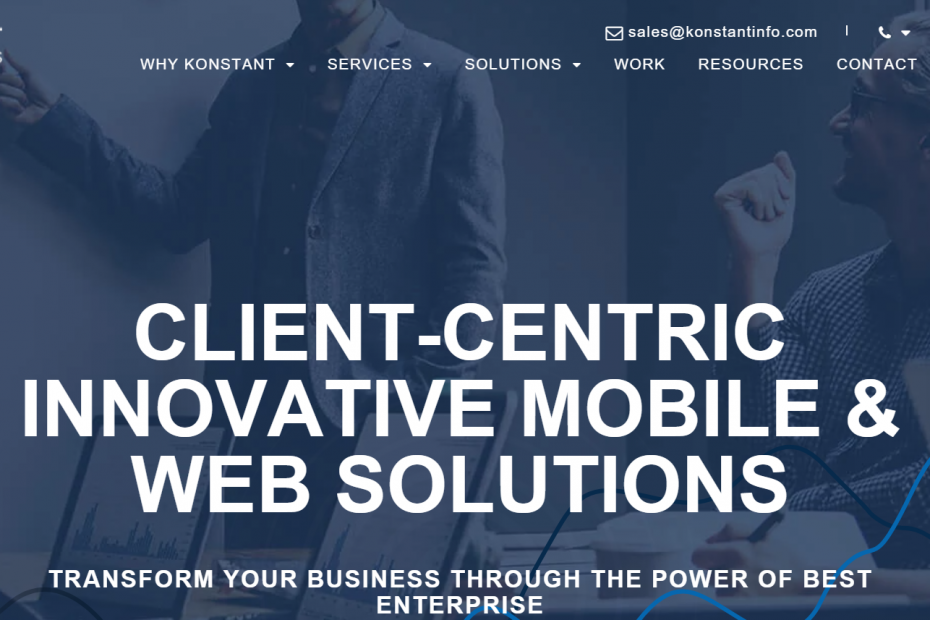 sales@konstantinfo.com |
WHY KONSTANT SERVICES SOLUTIONS WORK RESOURCES CONTACT
CLIENT-CENTRIC
INNOVATIVE MOBILE &
WEB SOLUTIONS
TRANSFORM YOUR BUSINESS THROUGH THE POWER OF BEST
ENTERPRISE